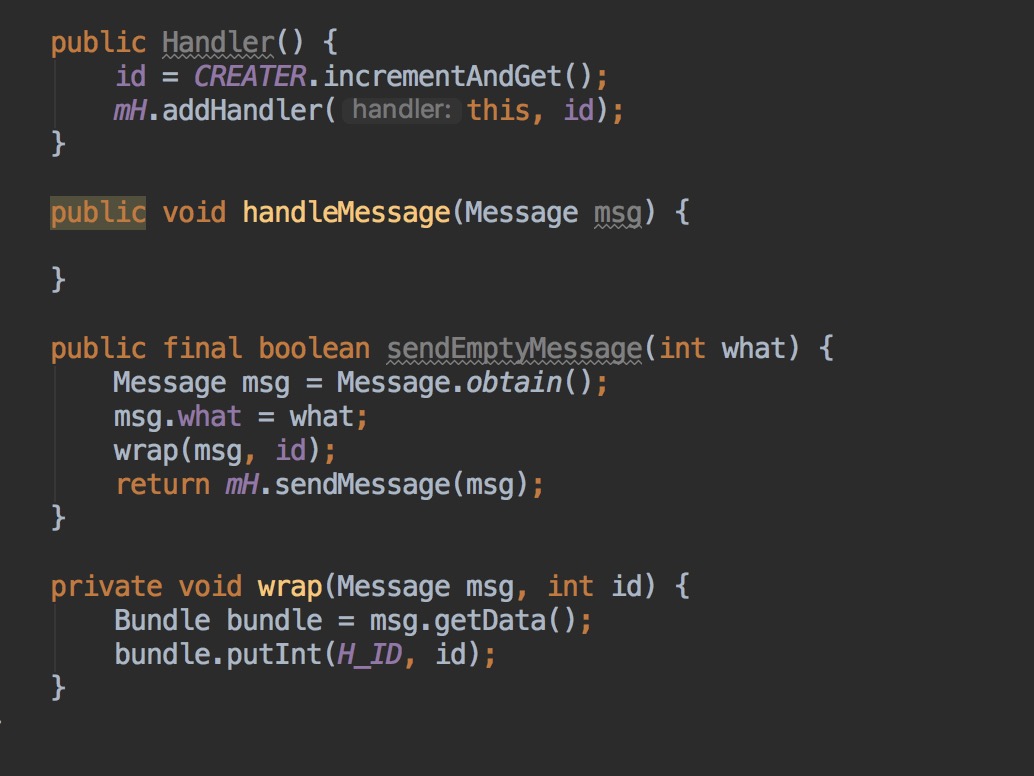 public Handler() {
id = CREATER.incrementAndGet();
mH.addHandler( handler: this, id);
}
public void handleMessage(Message msg) {
}
public final boolean sendEmptyMessage(int what) {
Message msg = Message.obtain();
msg.what = what;
wrap(msg, id);
return mH.sendMessage(msg);
}
private void wrap(Message msg, int id) {
Bundle bundle = msg.getData();
bundle.putInt(H_ID, id);
}